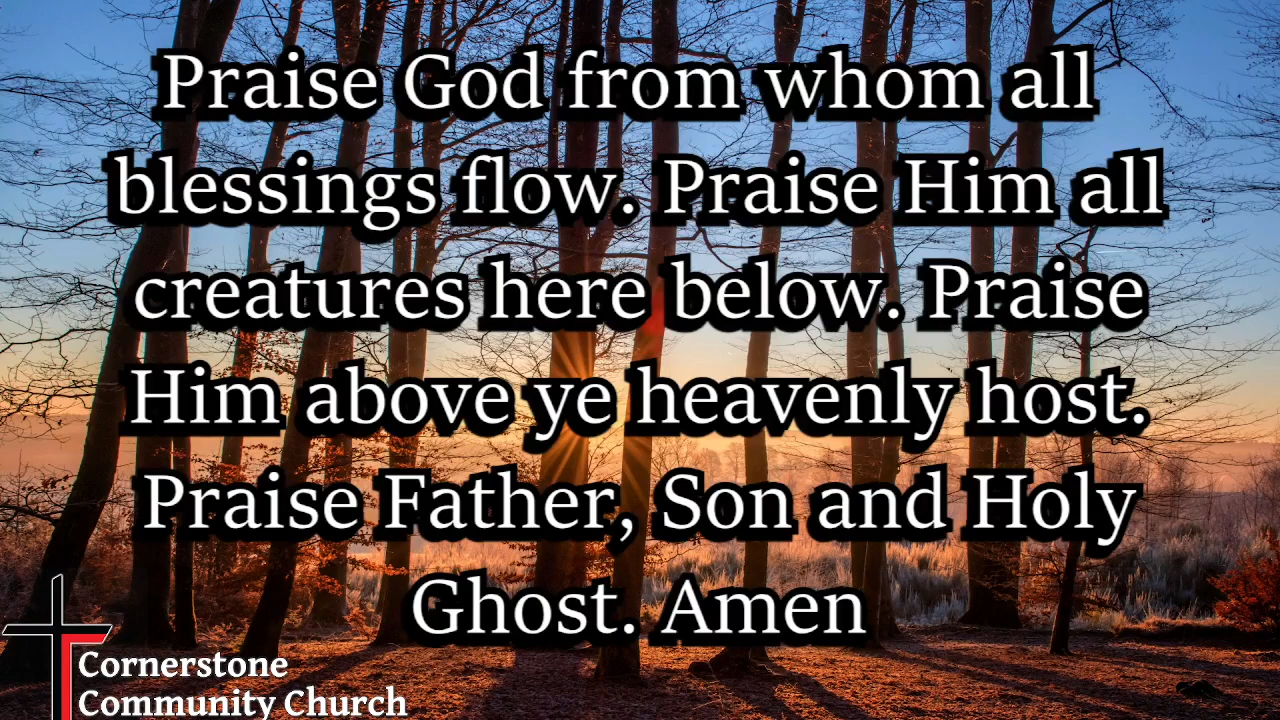 Praise God from whom all
blessings flow. Praise Him all
creatures here below. Praise
Him above ye heavenly host.
Praise Father, Son and Holy
Ghost. Amen
Cornerstone
Community Church